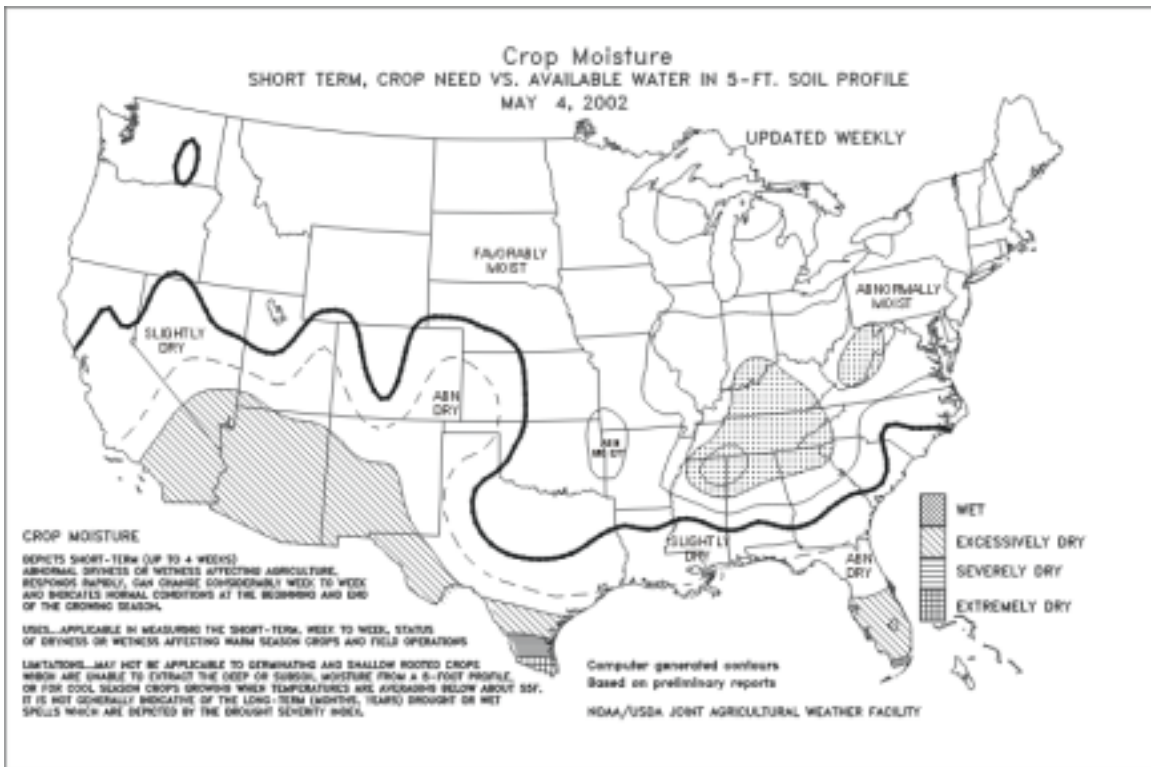 Crop Moisture
SHORT TERM, CROP NEED VS. AVAILABLE WATER IN 5-FT. SOIL PROFILE
MAY 4, 2002
UPDATED WEEKLY
FAVORABLY
MOIST
ABNORMALLY
MOIST
SLIGHTLY
DRY
ABN
DRY
ABN
MOIST
SLIGHTLY
DRY
ABN
DRY
WET
EXCESSIVELY DRY
SEVERELY DRY
EXTREMELY DRY
CROP MOISTURE
DEPICTS SHORT-TERM (UP TO 4 WEEKS)
ABNORMAL DRYNESS OR WETNESS AFFECTING AGRICULTURE,
RESPONDS RAPIDLY, CAN CHANGE CONSIDERABLY WEEK TO WEEK
AND INDICATES NORMAL CONDITIONS AT THE BEGINNING AND END
OF THE GROWING SEASON.
USES...APPLICABLE IN MEASURING THE SHORT-TERM, WEEK TO WEEK, STATUS
OF DRYNESS OR WETNESS AFFECTING WARM SEASON CROPS AND FIELD OPERATIONS
LIMITATIONS...MAY NOT BE APPLICABLE TO GERMINATING AND SHALLOW ROOTED CROPS
WHICH ARE UNABLE TO EXTRACT THE DEEP OR SUBSOIL MOISTURE FROM A 5-FOOT PROFILE,
OR FOR COOL SEASON CROPS GROWING WHEN TEMPERATURES ARE AVERAGING BELOW ABOUT 55F.
IT IS NOT GENERALLY INDICATIVE OF THE LONG-TERM (MONTHS, YEARS) DROUGHT OR WET
SPELLS WHICH ARE DEPICTED BY THE DROUGHT SEVERITY INDEX.
Computer generated contours
Based on preliminary reports
NOAA/USDA JOINT AGRICULTURAL WEATHER FACILITY